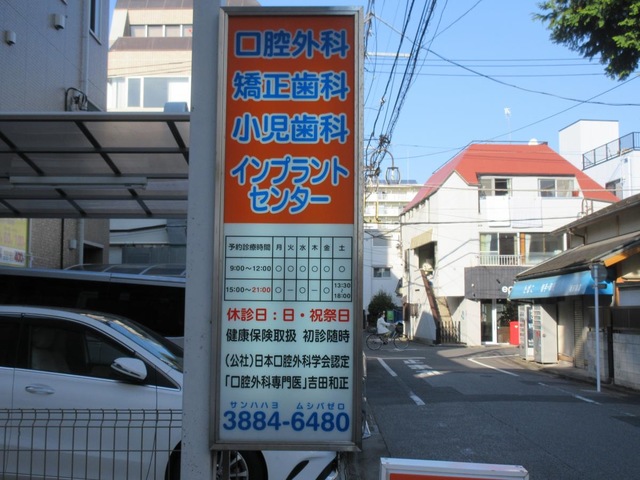 口腔外科
矯正歯科
小児歯科
インプラント
センター
予約診療時間 月 火 水 木 金 土
9:00～12:00 ○ ○ ○ ○ ○ ○
15:00～21:00 ○ － ○ － ○ 13:30 18:00
休診日：日・祝祭日
健康保険取扱 初診随時
(公社)日本口腔外科学会認定
「口腔外科専門医」吉田和正
サンハハヨ ムシバゼロ
3884-6480